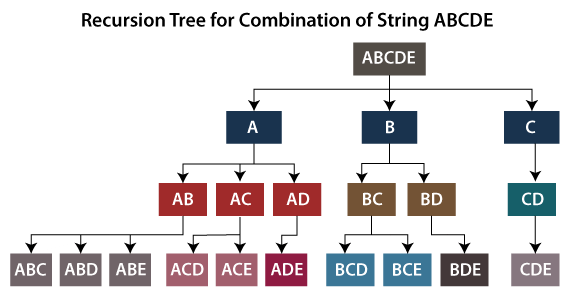 Recursion Tree for Combination of String ABCDE
ABCDE
A B C
AB AC AD BC BD CD
ABC ABD ABE ACD ACE ADE BCD BCE BDE CDE